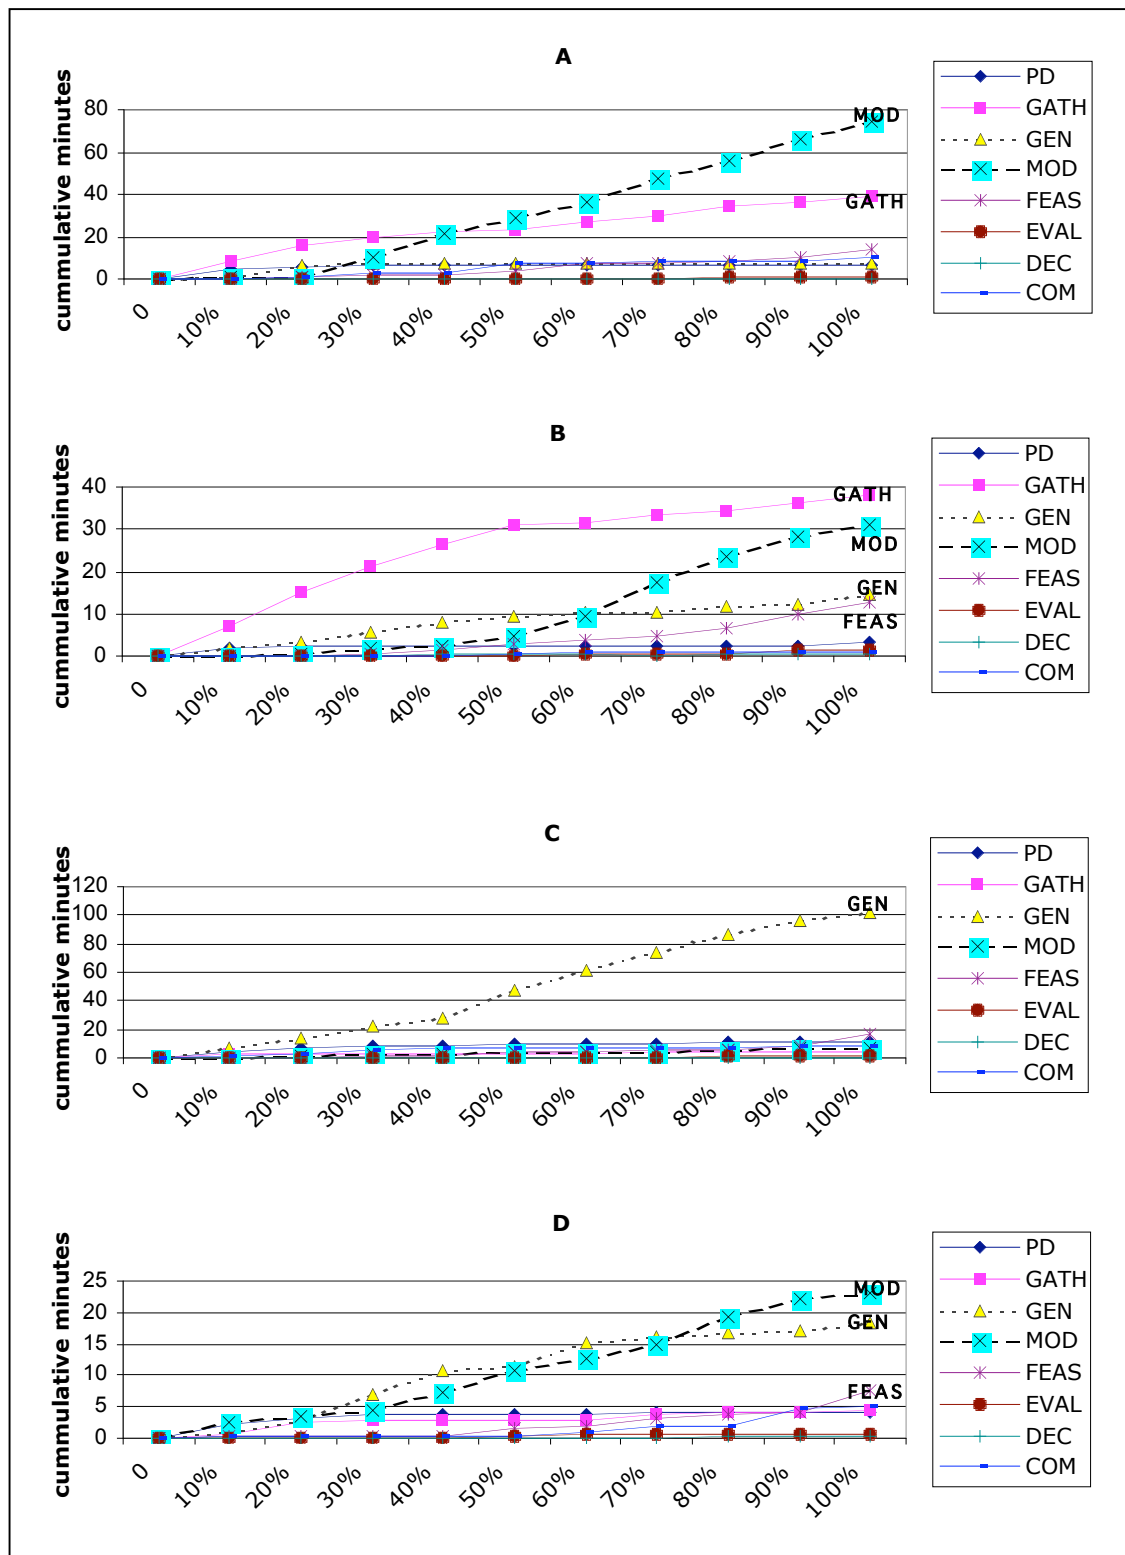 A
cummulative minutes
80
60
40
20
0
0
10%
20%
30%
40%
50%
60%
70%
80%
90%
100%
MOD
GATH
PD
GATH
GEN
MOD
FEAS
EVAL
DEC
COM
B
cummulative minutes
40
30
20
10
0
0
10%
20%
30%
40%
50%
60%
70%
80%
90%
100%
GATH
MOD
GEN
FEAS
PD
GATH
GEN
MOD
FEAS
EVAL
DEC
COM
C
cummulative minutes
120
100
80
60
40
20
0
0
10%
20%
30%
40%
50%
60%
70%
80%
90%
100%
GEN
PD
GATH
GEN
MOD
FEAS
EVAL
DEC
COM
D
cummulative minutes
25
20
15
10
5
0
0
10%
20%
30%
40%
50%
60%
70%
80%
90%
100%
MOD
GEN
FEAS
PD
GATH
GEN
MOD
FEAS
EVAL
DEC
COM